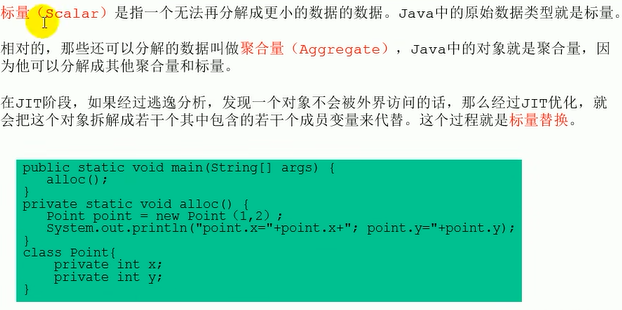 标量（Scalar）是指一个无法再分解成更小的数据的数据。Java中的原始数据类型就是标量。
相对的，那些还可以分解的数据叫做聚合量（Aggregate），Java中的对象就是聚合量，因
为他可以分解成其他聚合量和标量。
在JIT阶段，如果经过逃逸分析，发现一个对象不会被外界访问的话，那么经过JIT优化，就
会把这个对象拆解成若干个其中包含的若干个成员变量来代替。这个过程就是标量替换。
public static void main(String[] args) {
alloc();
}
private static void alloc() {
Point point = new Point（1,2）;
System.out.println("point.x="+point.x+"; point.y="+point.y);
}
class Point{
private int x;
private int y;
}